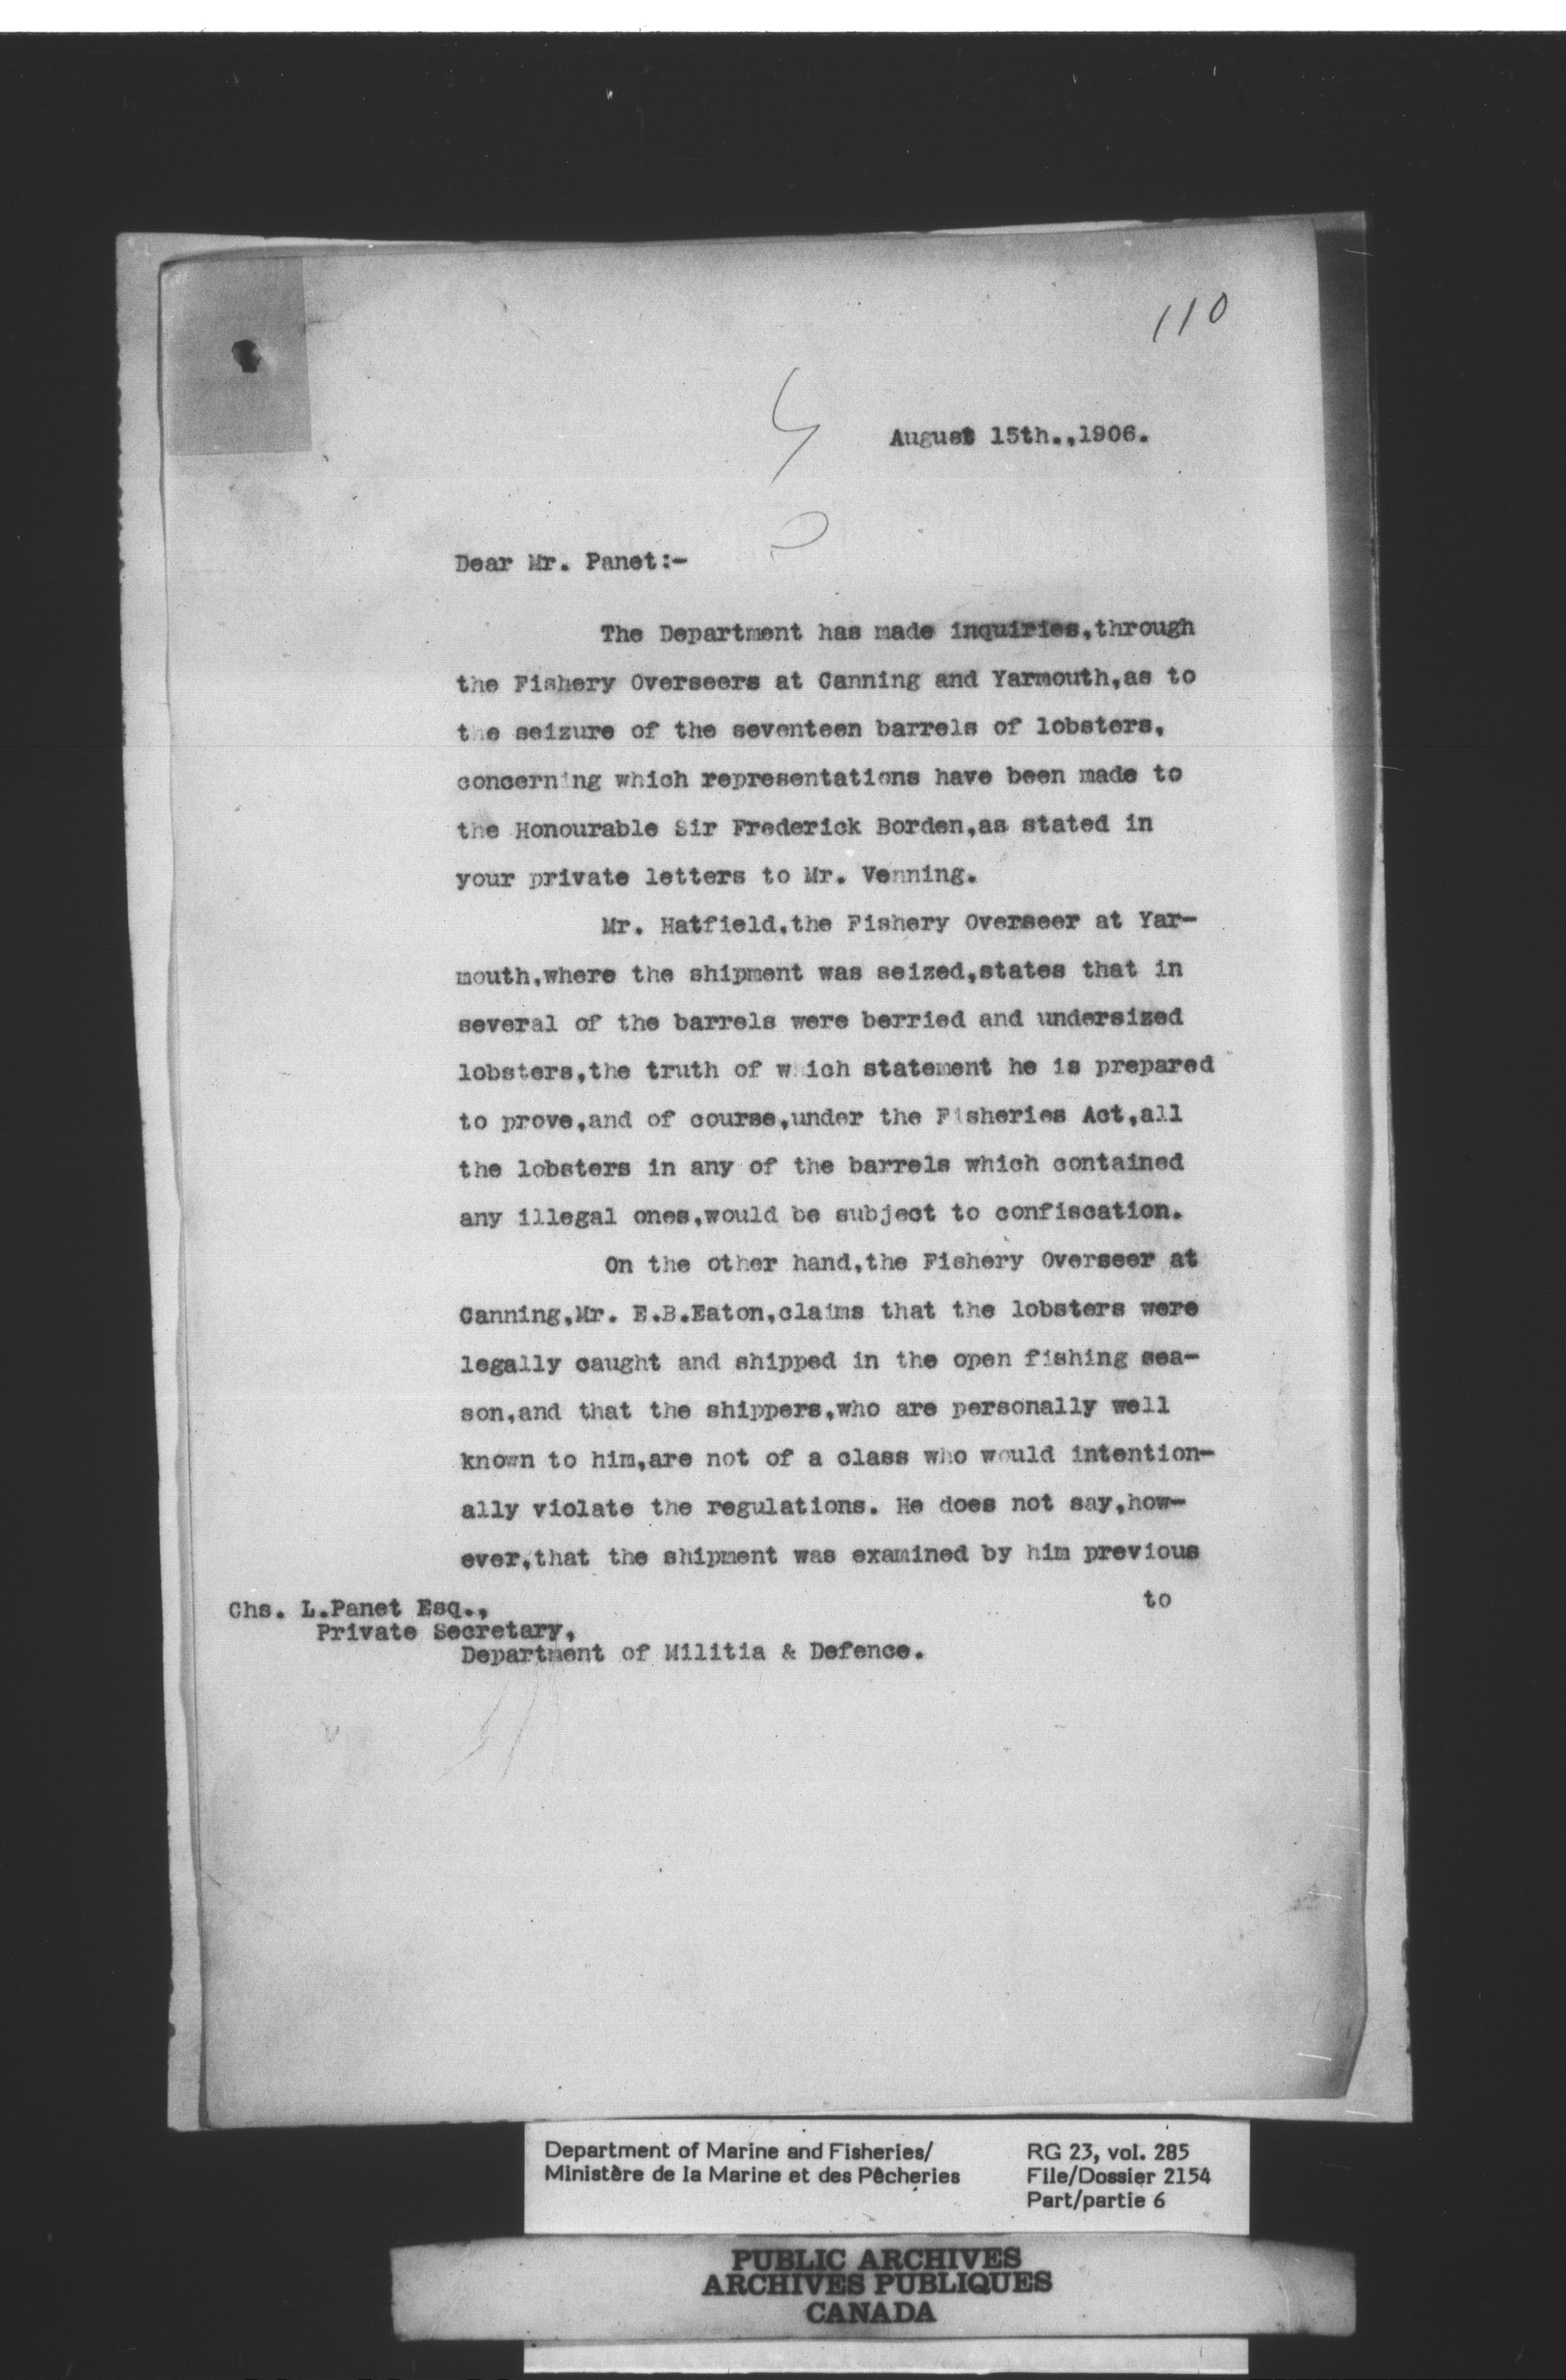 110
August 15th.,1906.
Dear Mr. Panet:-
The Department has made inquiries,through
the Fishery Overseers at Canning and Yarmouth,as to
the seizure of the seventeen barrels of lobsters,
concerning which representations have been made to
the Honourable Sir Frederick Borden,as stated in
your private letters to Mr. Venning.
Mr. Hatfield,the Fishery Overseer at Yar-
mouth,where the shipment was seized,states that in
several of the barrels were berried and undersized
lobsters,the truth of which statement he is prepared
to prove,and of course,under the Fisheries Act,all
the lobsters in any of the barrels which contained
any illegal ones,would be subject to confiscation.
On the other hand,the Fishery Overseer at
Canning,Mr. E.B.Eaton,claims that the lobsters were
legally caught and shipped in the open fishing sea-
son,and that the shippers,who are personally well
known to him,are not of a class who would intention-
ally violate the regulations. He does not say,how-
ever,that the shipment was examined by him previous
to
Chs. L.Panet Esq.,
Private Secretary,
Department of Militia & Defence.
Department of Marine and Fisheries/
Ministère de la Marine et des Pêcheries
RG 23, vol. 285
File/Dossier 2154
Part/partie 6
PUBLIC ARCHIVES
ARCHIVES PUBLIQUES
CANADA